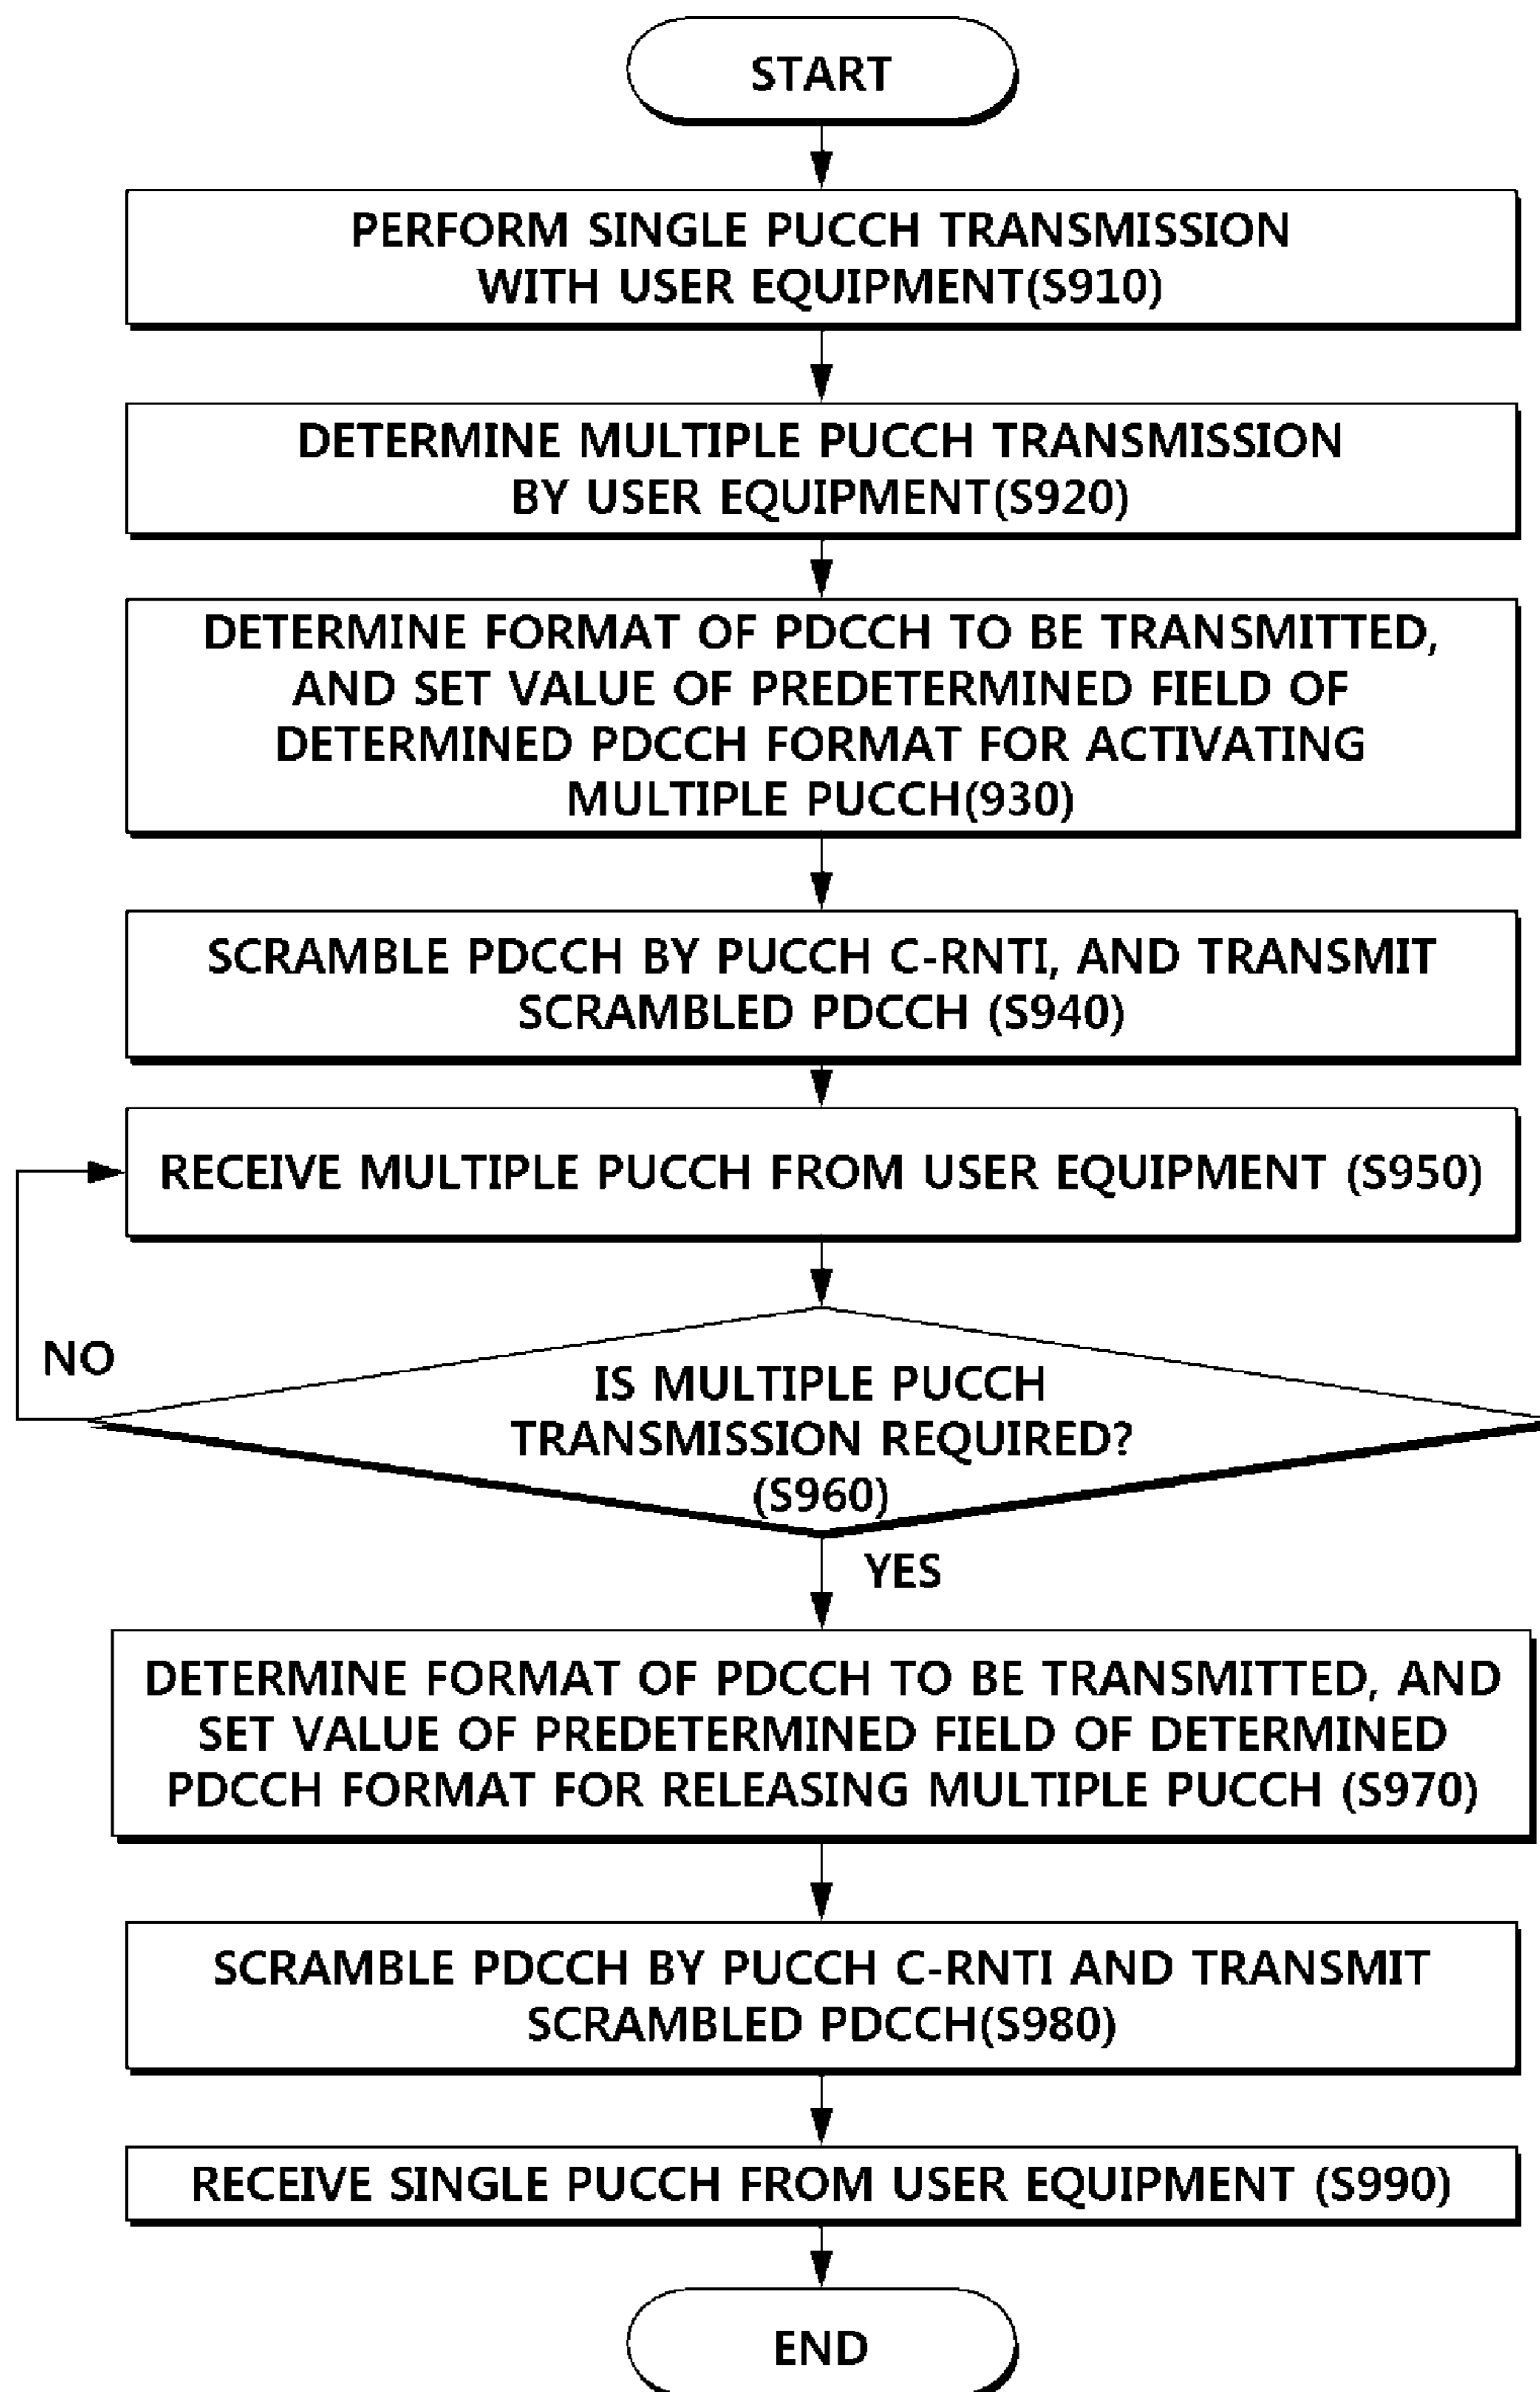 START
PERFORM SINGLE PUCCH TRANSMISSION
WITH USER EQUIPMENT(S910)
DETERMINE MULTIPLE PUCCH TRANSMISSION
BY USER EQUIPMENT(S920)
DETERMINE FORMAT OF PDCCH TO BE TRANSMITTED,
AND SET VALUE OF PREDETERMINED FIELD OF
DETERMINED PDCCH FORMAT FOR ACTIVATING
MULTIPLE PUCCH(930)
SCRAMBLE PDCCH BY PUCCH C-RNTI, AND TRANSMIT
SCRAMBLED PDCCH (S940)
RECEIVE MULTIPLE PUCCH FROM USER EQUIPMENT (S950)
NO
IS MULTIPLE PUCCH
TRANSMISSION REQUIRED?
(S960)
YES
DETERMINE FORMAT OF PDCCH TO BE TRANSMITTED, AND
SET VALUE OF PREDETERMINED FIELD OF DETERMINED
PDCCH FORMAT FOR RELEASING MULTIPLE PUCCH (S970)
SCRAMBLE PDCCH BY PUCCH C-RNTI AND TRANSMIT
SCRAMBLED PDCCH(S980)
RECEIVE SINGLE PUCCH FROM USER EQUIPMENT (S990)
END